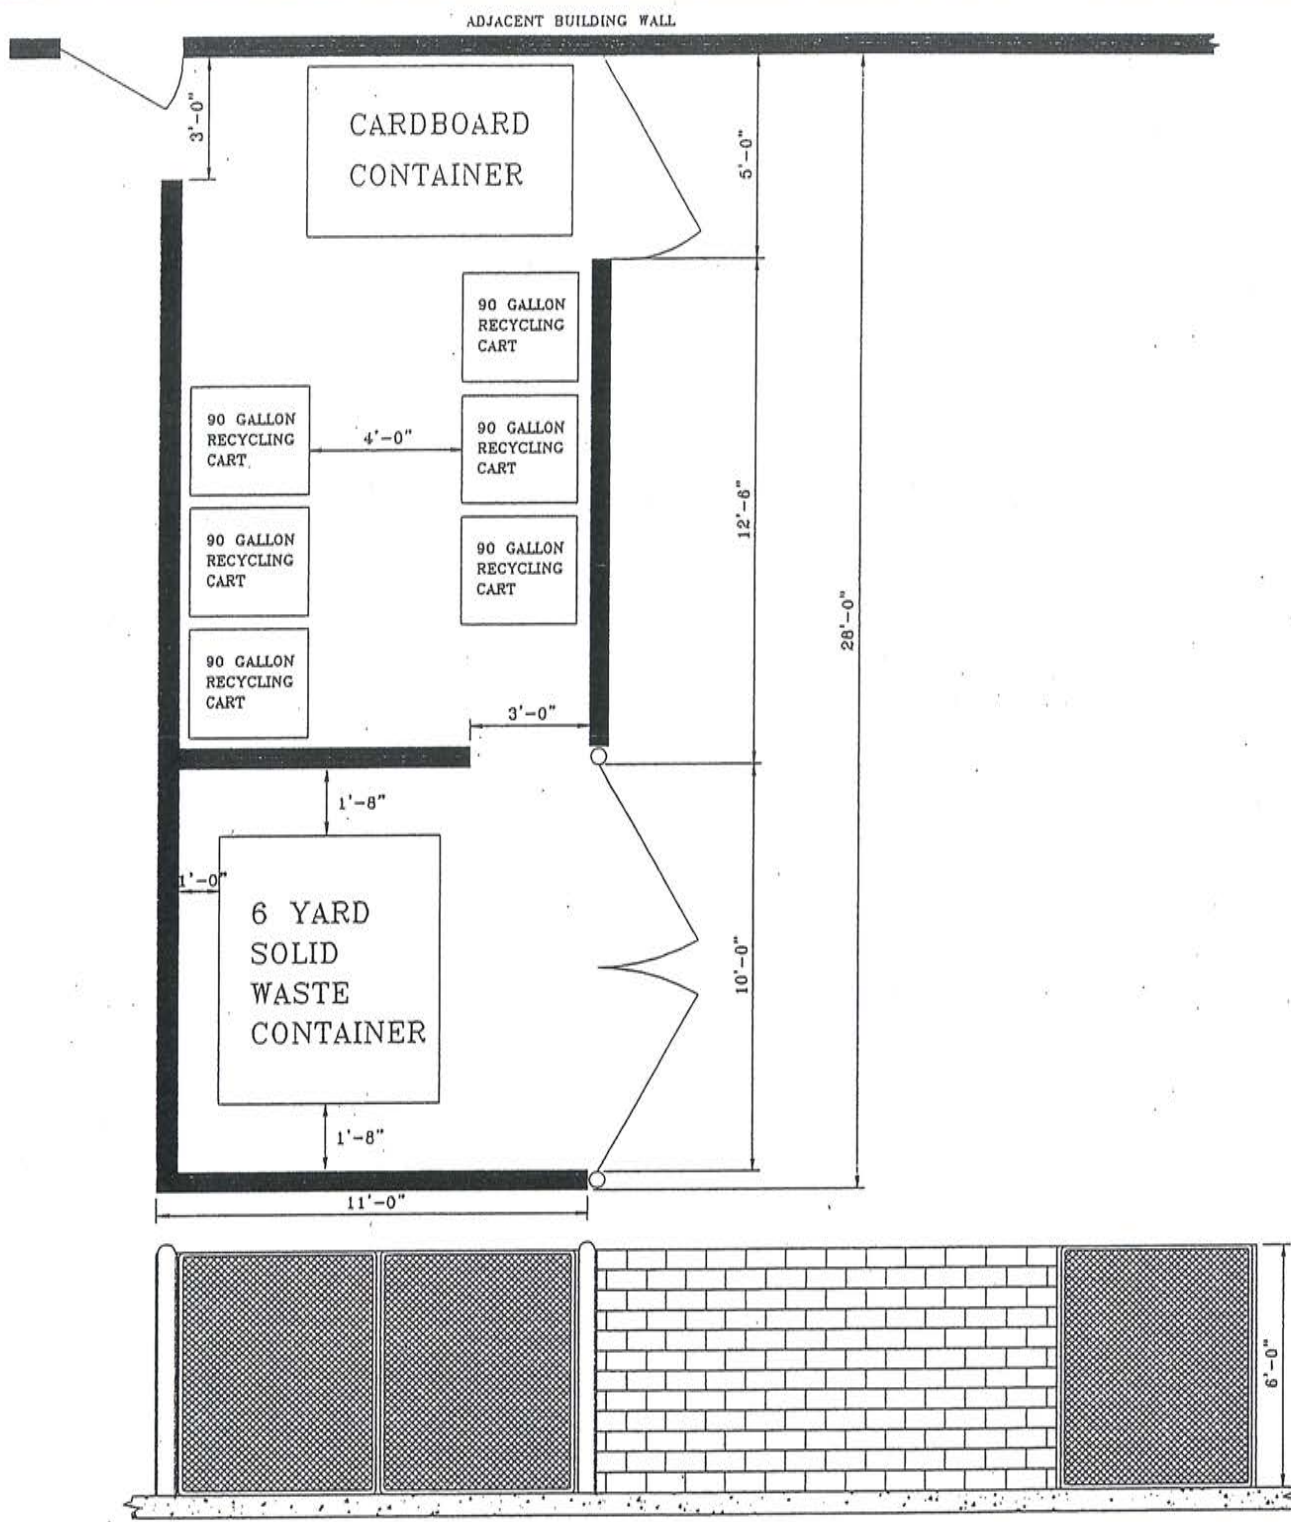 ADJACENT BUILDING WALL
3'-0"
CARDBOARD
CONTAINER
5'-0"
90 GALLON
RECYCLING
CART
90 GALLON
RECYCLING
CART
4'-0"
90 GALLON
RECYCLING
CART
12'-6"
90 GALLON
RECYCLING
CART
90 GALLON
RECYCLING
CART
28'-0"
90 GALLON
RECYCLING
CART
3'-0"
1'-8"
1'-0"
6 YARD
SOLID
WASTE
CONTAINER
10'-0"
1'-8"
11'-0"
6'-0"